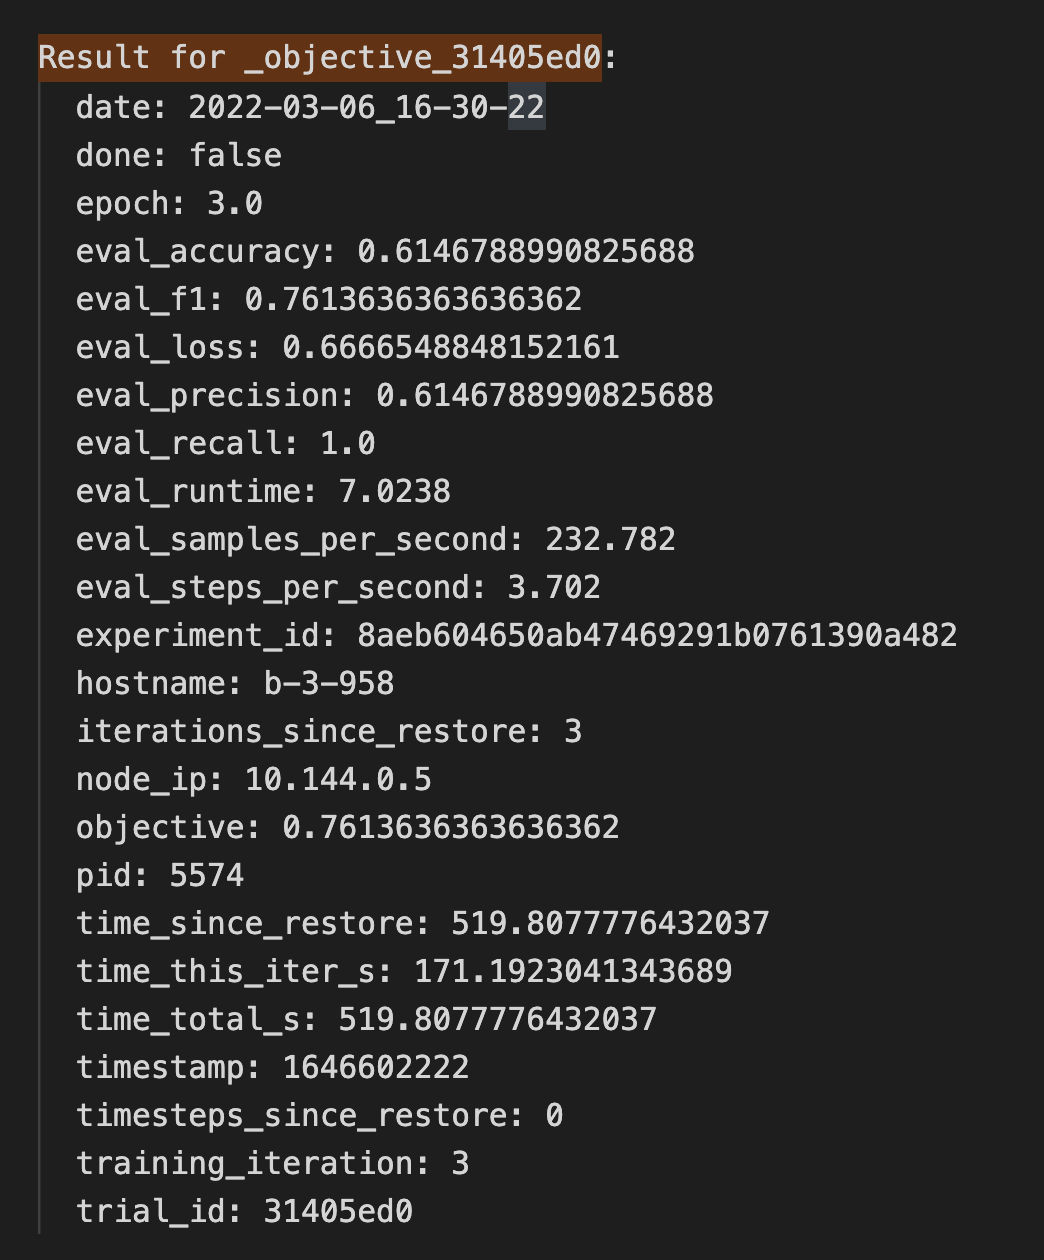 Result for _objective_31405ed0:
date: 2022-03-06_16-30-22
done: false
epoch: 3.0
eval_accuracy: 0.6146788990825688
eval_f1: 0.7613636363636362
eval_loss: 0.6666548848152161
eval_precision: 0.6146788990825688
eval_recall: 1.0
eval_runtime: 7.0238
eval_samples_per_second: 232.782
eval_steps_per_second: 3.702
experiment_id: 8aeb604650ab47469291b0761390a482
hostname: b-3-958
iterations_since_restore: 3
node_ip: 10.144.0.5
objective: 0.7613636363636362
pid: 5574
time_since_restore: 519.8077776432037
time_this_iter_s: 171.1923041343689
time_total_s: 519.8077776432037
timestamp: 1646602222
timesteps_since_restore: 0
training_iteration: 3
trial_id: 31405ed0